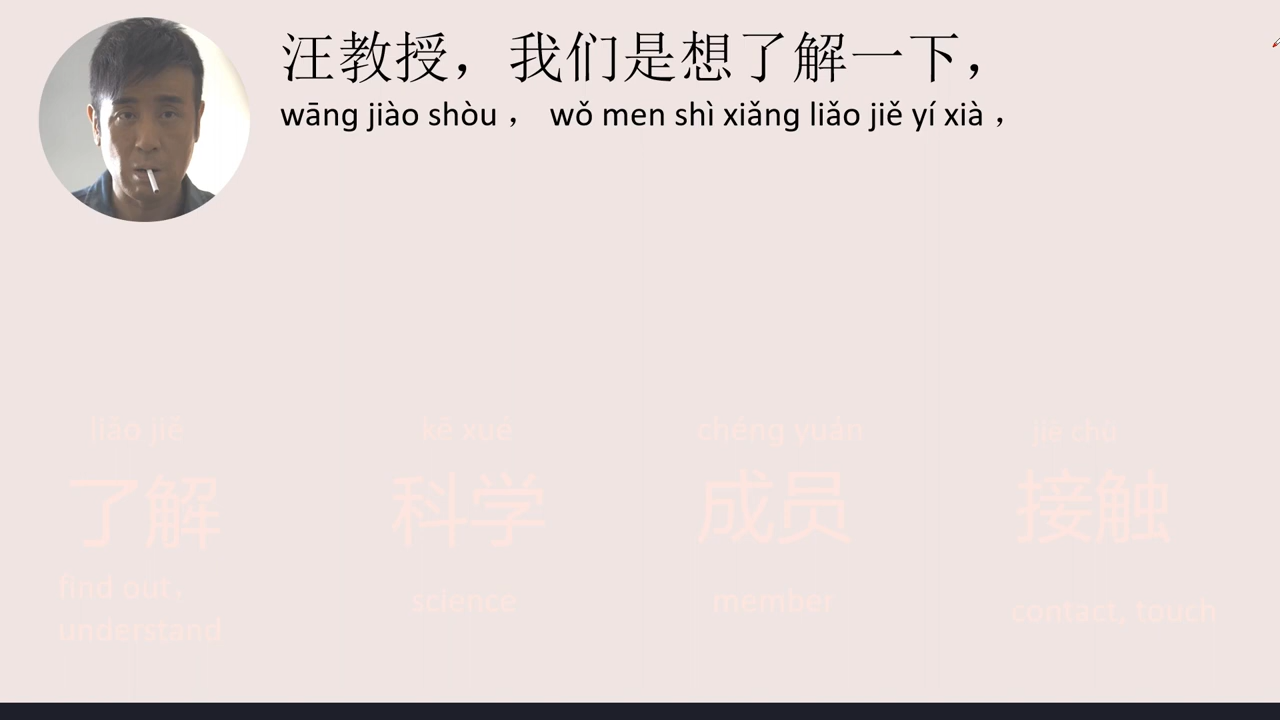 汪教授，我们是想了解一下，
wāng jiào shòu ， wǒ men shì xiǎng liǎo jiě yí xià ，
liǎo jiě
kē xué
chéng yuán
jiē chù
了解
科学
成员
接触
find out，
understand
science
member
contact, touch